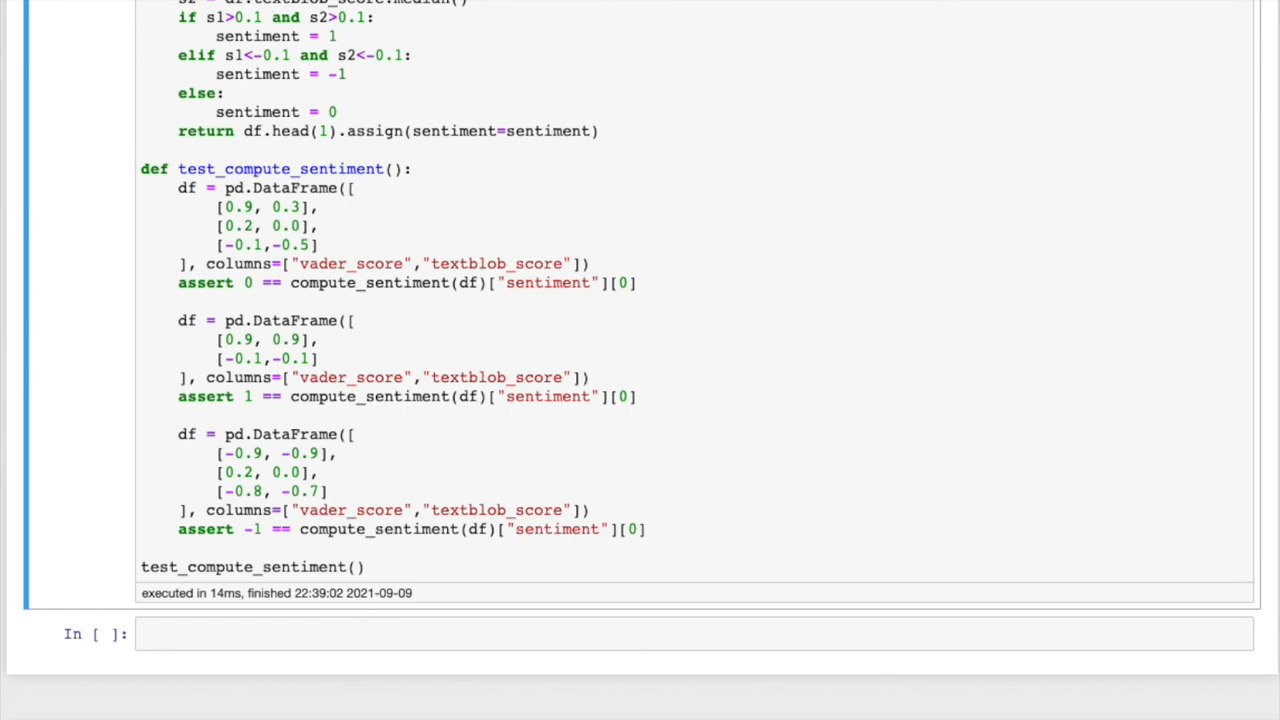 s2 = df.textblob_score.median()
if s1>0.1 and s2>0.1:
sentiment = 1
elif s1<-0.1 and s2<-0.1:
sentiment = -1
else:
sentiment = 0
return df.head(1).assign(sentiment=sentiment)
def test_compute_sentiment():
df = pd.DataFrame([
[0.9, 0.3],
[0.2, 0.0],
[-0.1,-0.5]
], columns=["vader_score","textblob_score"])
assert 0 == compute_sentiment(df)["sentiment"][0]
df = pd.DataFrame([
[0.9, 0.9],
[-0.1,-0.1]
], columns=["vader_score","textblob_score"])
assert 1 == compute_sentiment(df)["sentiment"][0]
df = pd.DataFrame([
[-0.9, -0.9],
[0.2, 0.0],
[-0.8, -0.7]
], columns=["vader_score","textblob_score"])
assert -1 == compute_sentiment(df)["sentiment"][0]
test_compute_sentiment()
executed in 14ms, finished 22:39:02 2021-09-09
In [ ]: